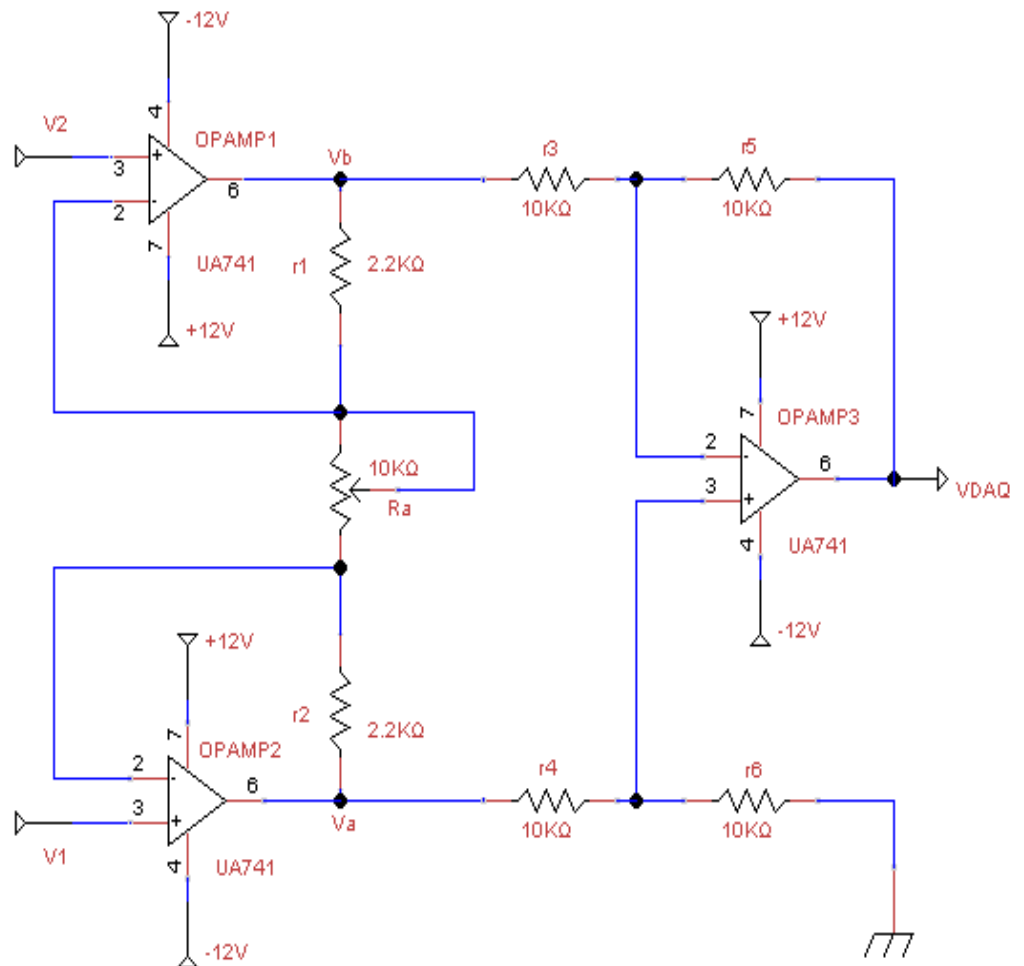 -12V
4
V2
OPAMP1
3
+
2
-
6
7
UA741
+12V
Vb
r1
2.2KΩ
r3
10KΩ
r5
10KΩ
10KΩ
Ra
+12V
7
OPAMP3
2
-
3
+
6
VDAQ
4
UA741
-12V
+12V
7
OPAMP2
2
-
3
+
6
V1
4
UA741
-12V
r2
2.2KΩ
Va
r4
10KΩ
r6
10KΩ